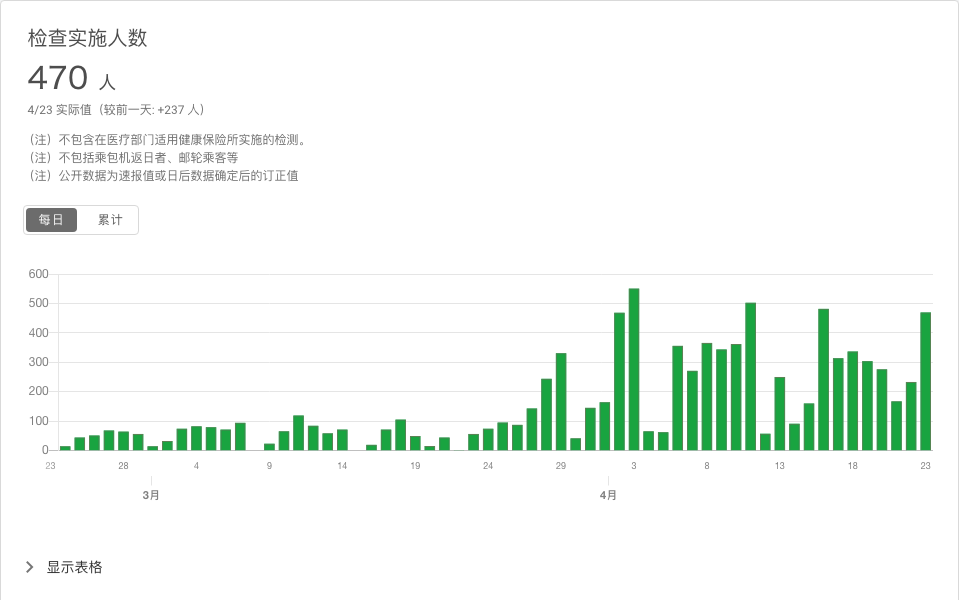 检查实施人数
470 人
4/23 实际值（较前一天: +237 人）
（注）不包含在医疗部门适用健康保险所实施的检测。
（注）不包括乘包机返日者、邮轮乘客等
（注）公开数据为速报值或日后数据确定后的订正值
每日 累计
600
500
400
300
200
100
0
23 28 4 9 14 19 24 29 3 8 13 18 23
3月 4月
显示表格